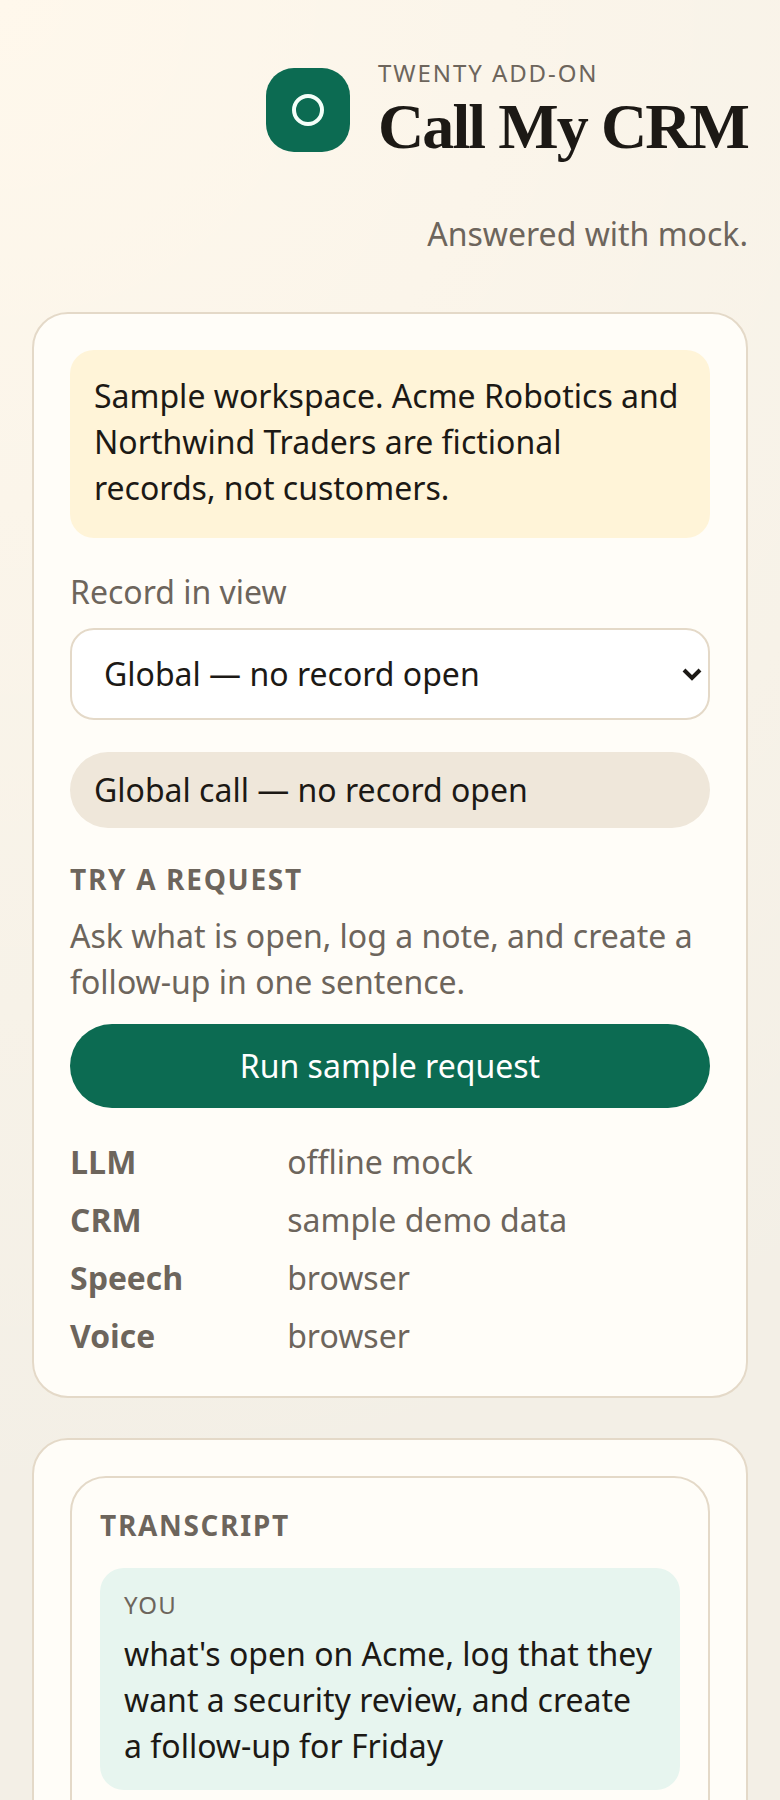 TWENTY ADD-ON
Call My CRM
Answered with mock.
Sample workspace. Acme Robotics and
Northwind Traders are fictional
records, not customers.
Record in view
Global — no record open
Global call — no record open
TRY A REQUEST
Ask what is open, log a note, and create a
follow-up in one sentence.
Run sample request
LLM offline mock
CRM sample demo data
Speech browser
Voice browser
TRANSCRIPT
YOU
what's open on Acme, log that they
want a security review, and create
a follow-up for Friday